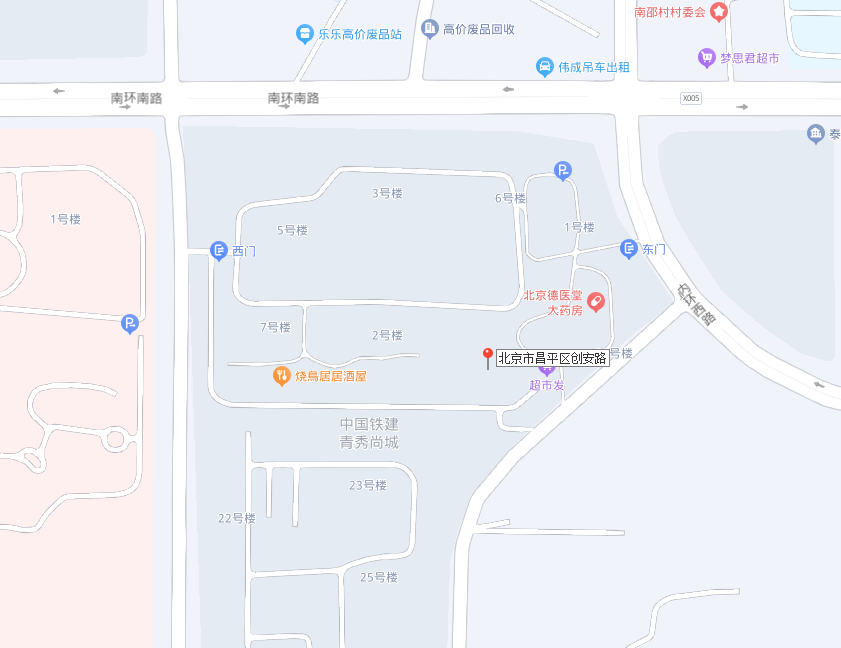 南邵村村委会
乐乐高价废品站
高价废品回收
梦思君超市
伟成吊车出租
南环南路
南环南路
X005
泰
3号楼
6号楼
1号楼
1号楼
5号楼
西门
东门
内环西路
北京德医堂
大药房
7号楼
2号楼
北京市昌平区创安路
号楼
烧鳥居居酒屋
超市发
中国铁建
青秀尚城
23号楼
22号楼
25号楼